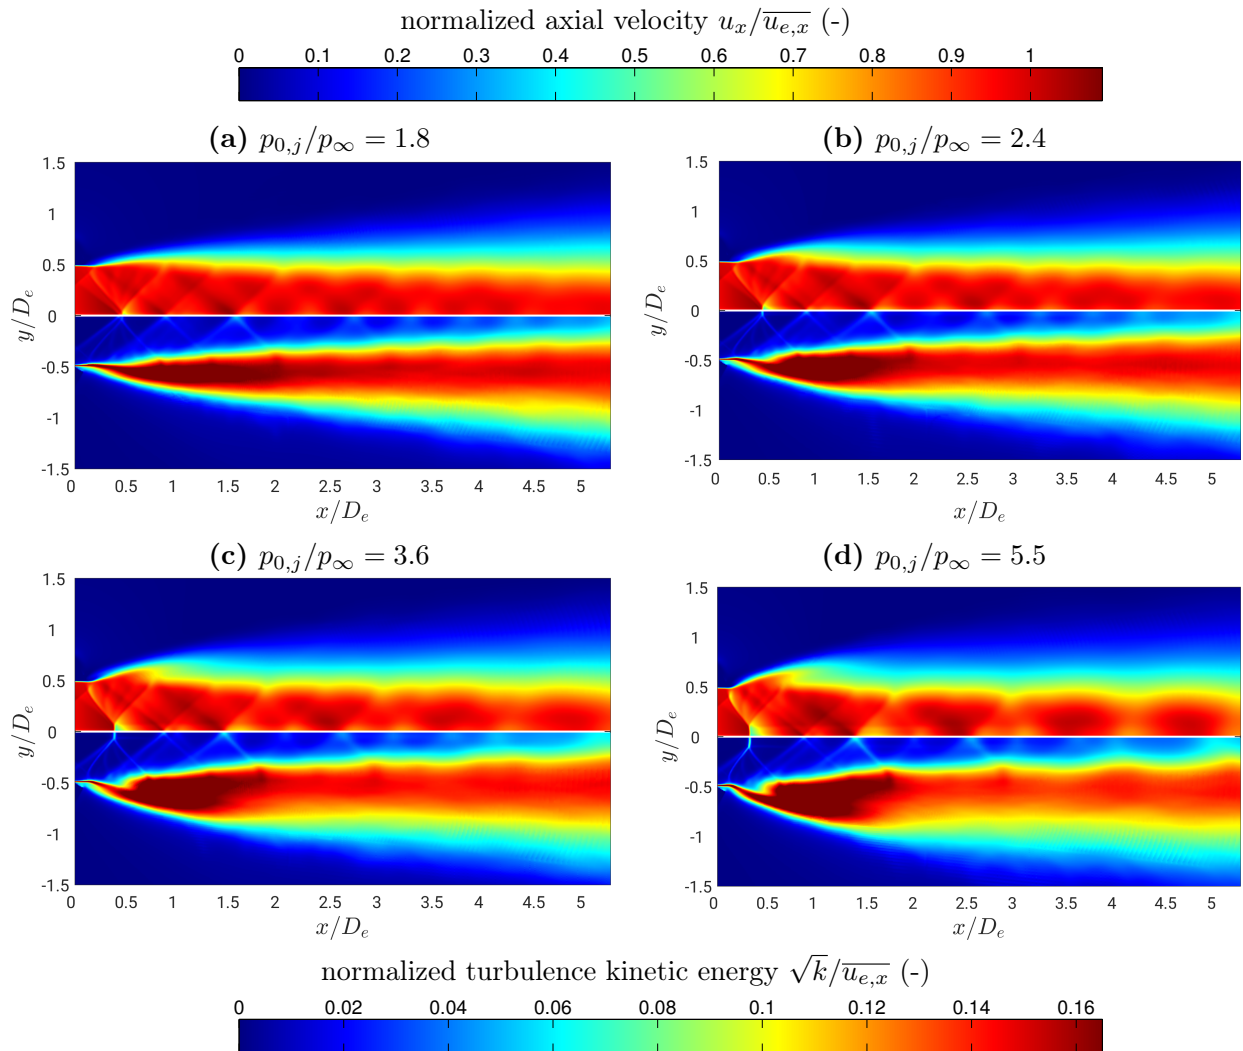 normalized axial velocity u_x/\overline{u_{e,x}} (-)
0 0.1 0.2 0.3 0.4 0.5 0.6 0.7 0.8 0.9 1
(a) p_{0,j}/p_∞ = 1.8
1.5
1
0.5
0
-0.5
-1
-1.5
y/D_e
0 0.5 1 1.5 2 2.5 3 3.5 4 4.5 5
x/D_e
(b) p_{0,j}/p_∞ = 2.4
1.5
1
0.5
0
-0.5
-1
-1.5
y/D_e
0 0.5 1 1.5 2 2.5 3 3.5 4 4.5 5
x/D_e
(c) p_{0,j}/p_∞ = 3.6
1.5
1
0.5
0
-0.5
-1
-1.5
y/D_e
0 0.5 1 1.5 2 2.5 3 3.5 4 4.5 5
x/D_e
(d) p_{0,j}/p_∞ = 5.5
1.5
1
0.5
0
-0.5
-1
-1.5
y/D_e
0 0.5 1 1.5 2 2.5 3 3.5 4 4.5 5
x/D_e
normalized turbulence kinetic energy \sqrt{k}/\overline{u_{e,x}} (-)
0 0.02 0.04 0.06 0.08 0.1 0.12 0.14 0.16